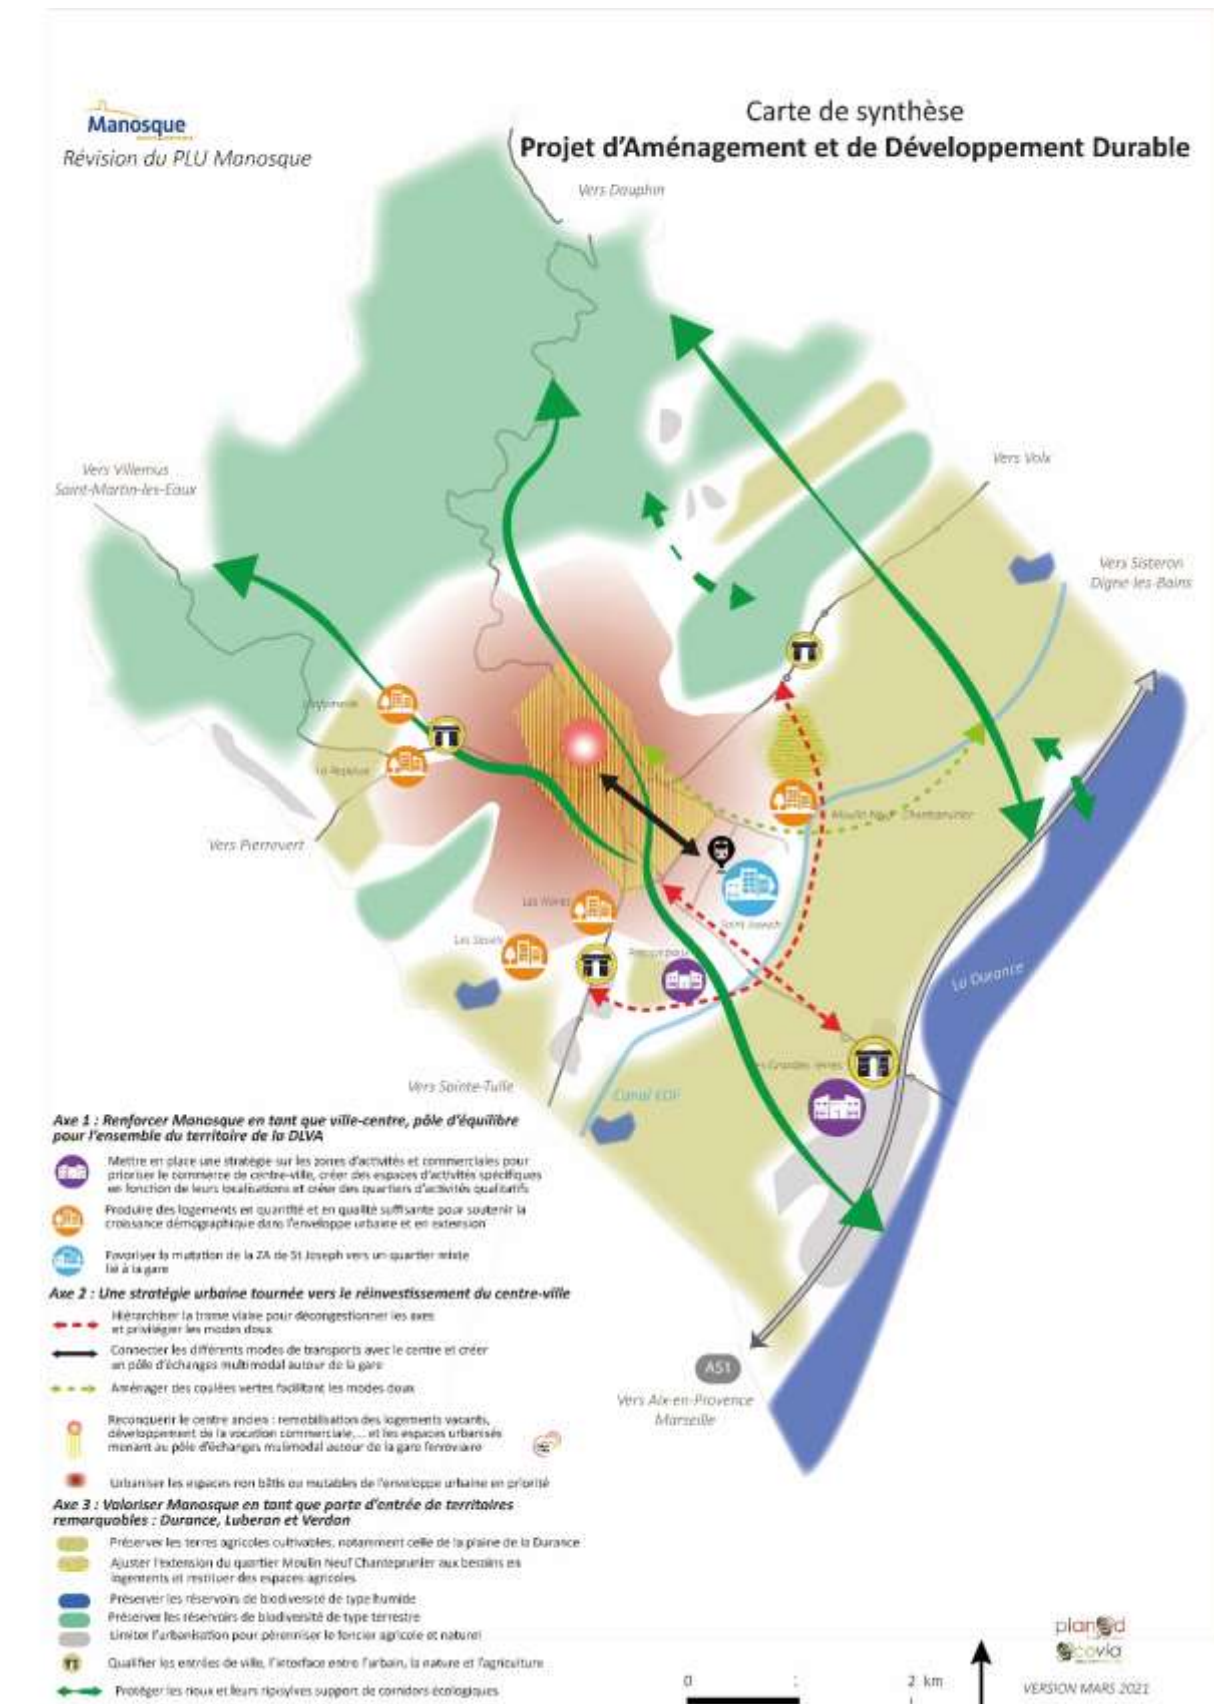 Manosque
Révision du PLU Manosque
Carte de synthèse
Projet d'Aménagement et de Développement Durable
Vers Dauphin
Vers Villemus
Saint-Martin-les-Eaux
Vers Volx
Vers Sisteron
Digne-les-Bains
La Repasse
Vers Pierrevert
Moulin Neuf Chanteprunier
Saint Joseph
La Durance
Les Grandes Terres
Vers Sainte-Tulle
Canal EDF
A51
Vers Aix-en-Provence
Marseille
Axe 1 : Renforcer Manosque en tant que ville-centre, pôle d'équilibre
pour l'ensemble du territoire de la DLVA
Mettre en place une stratégie sur les zones d'activités et commerciales pour
prioriser le commerce de centre-ville, créer des espaces d'activités spécifiques
en fonction de leurs localisations et créer des quartiers d'activités qualitatifs
Produire des logements en quantité et en qualité suffisante pour soutenir la
croissance démographique dans l'enveloppe urbaine et en extension
Favoriser la mutation de la ZA de St Joseph vers un quartier mixte
lié à la gare
Axe 2 : Une stratégie urbaine tournée vers le réinvestissement du centre-ville
Hiérarchiser la trame viaire pour décongestionner les axes
et privilégier les modes doux
Connecter les différents modes de transports avec le centre et créer
un pôle d'échanges multimodal autour de la gare
Aménager des coulées vertes facilitant les modes doux
Reconquérir le centre ancien : remobilisation des logements vacants,
développement de la vocation commerciale,... et les espaces urbanisés
menant au pôle d'échanges mulimodal autour de la gare ferroviaire
Urbaniser les espaces non bâtis ou mutables de l'enveloppe urbaine en priorité
Axe 3 : Valoriser Manosque en tant que porte d'entrée de territoires
remarquables : Durance, Luberon et Verdon
Préserver les terres agricoles cultivables, notamment celle de la plaine de la Durance
Ajuster l'extension du quartier Moulin Neuf Chanteprunier aux besoins en
logements et restituer des espaces agricoles
Préserver les réservoirs de biodiversité de type humide
Préserver les réservoirs de biodiversité de type terrestre
Limiter l'urbanisation pour pérenniser le foncier agricole et naturel
Qualifier les entrées de ville, l'interface entre l'urbain, la nature et l'agriculture
Protéger les rioux et leurs ripisylves support de corridors écologiques
0 1 2 km
planed
ecovia
VERSION MARS 2021